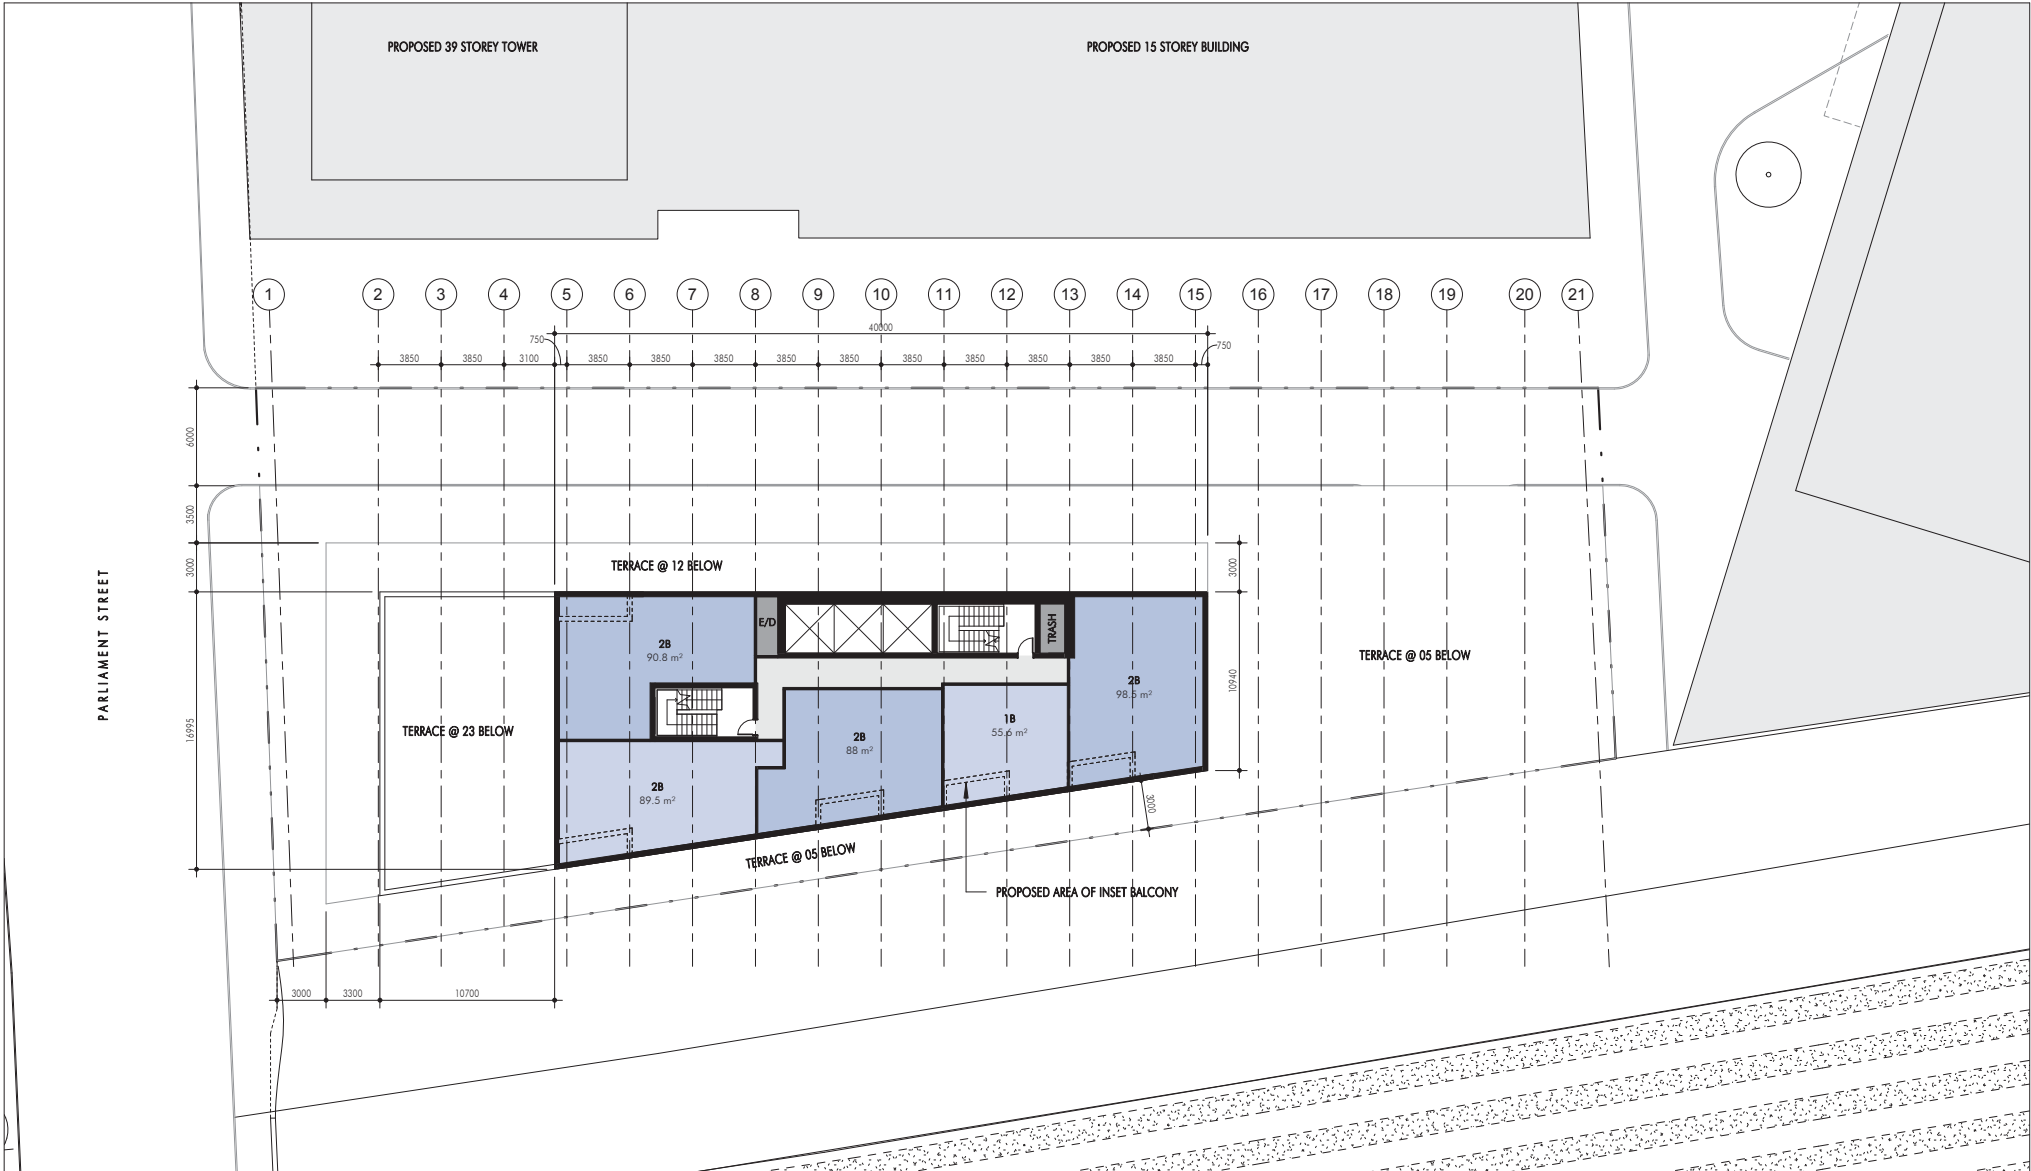 PROPOSED 39 STOREY TOWER
PROPOSED 15 STOREY BUILDING
1 2 3 4 5 6 7 8 9 10 11 12 13 14 15 16 17 18 19 20 21
40000
750
750
3850 3850 3100 3850 3850 3850 3850 3850 3850 3850 3850 3850 3850
6000
3500
3000
16995
PARLIAMENT STREET
TERRACE @ 12 BELOW
3000
10940
E/D
TRASH
2B
90.8 m²
2B
98.5 m²
TERRACE @ 05 BELOW
1B
55.6 m²
TERRACE @ 23 BELOW
2B
88 m²
2B
89.5 m²
3000
TERRACE @ 05 BELOW
PROPOSED AREA OF INSET BALCONY
3000 3300 10700